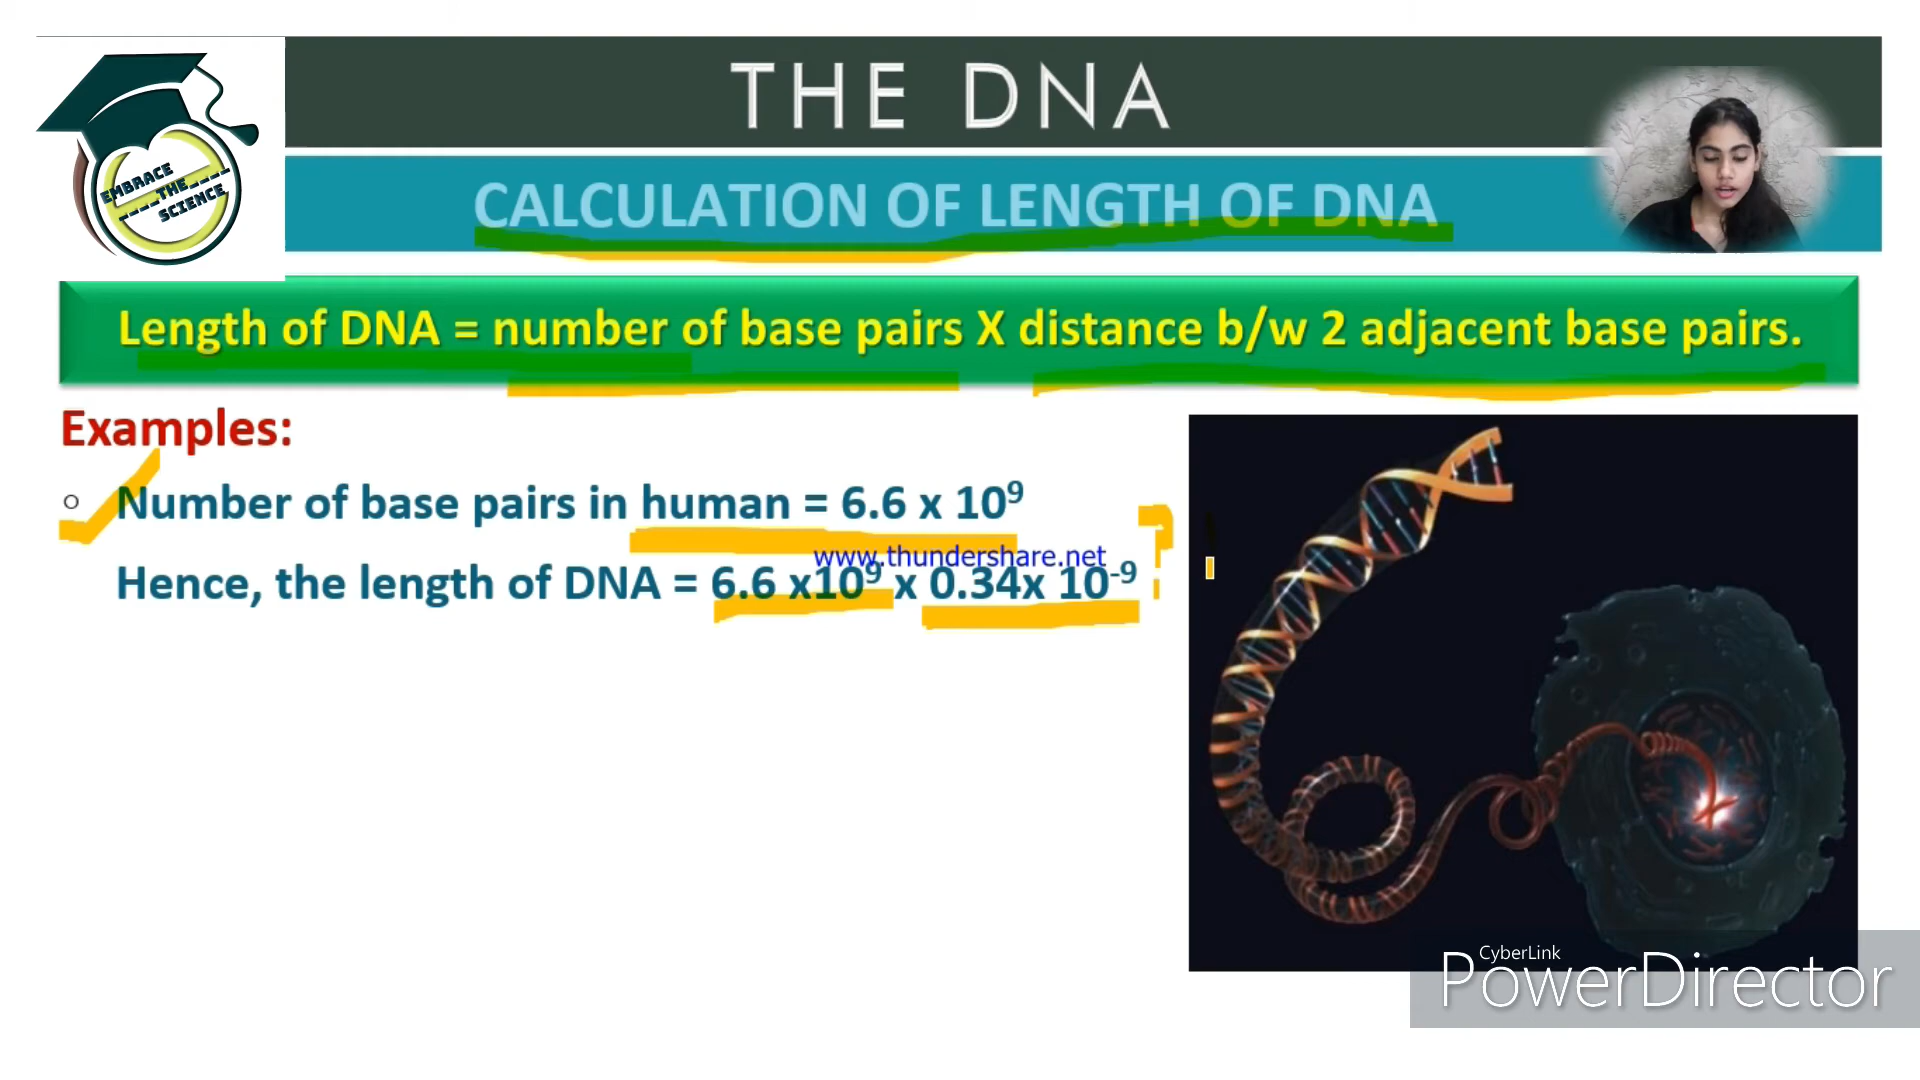 THE DNA
EMBRACE
THE
SCIENCE
CALCULATION OF LENGTH OF DNA
Length of DNA = number of base pairs X distance b/w 2 adjacent base pairs.
Examples:
Number of base pairs in human = 6.6 x 10⁹
www.thundershare.net
Hence, the length of DNA = 6.6 x10⁹ x 0.34x 10⁻⁹
CyberLink
PowerDirector